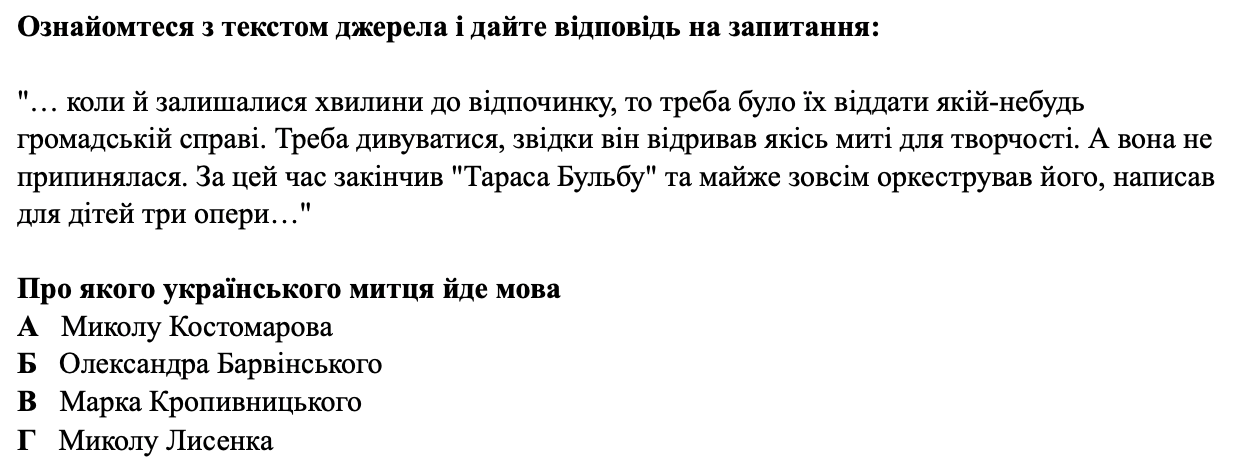 Ознайомтеся з текстом джерела і дайте відповідь на запитання:
"… коли й залишалися хвилини до відпочинку, то треба було їх віддати якій-небудь
громадській справі. Треба дивуватися, звідки він відривав якісь миті для творчості. А вона не
припинялася. За цей час закінчив "Тараса Бульбу" та майже зовсім оркестрував його, написав
для дітей три опери…"
Про якого українського митця йде мова
А Миколу Костомарова
Б Олександра Барвінського
В Марка Кропивницького
Г Миколу Лисенка